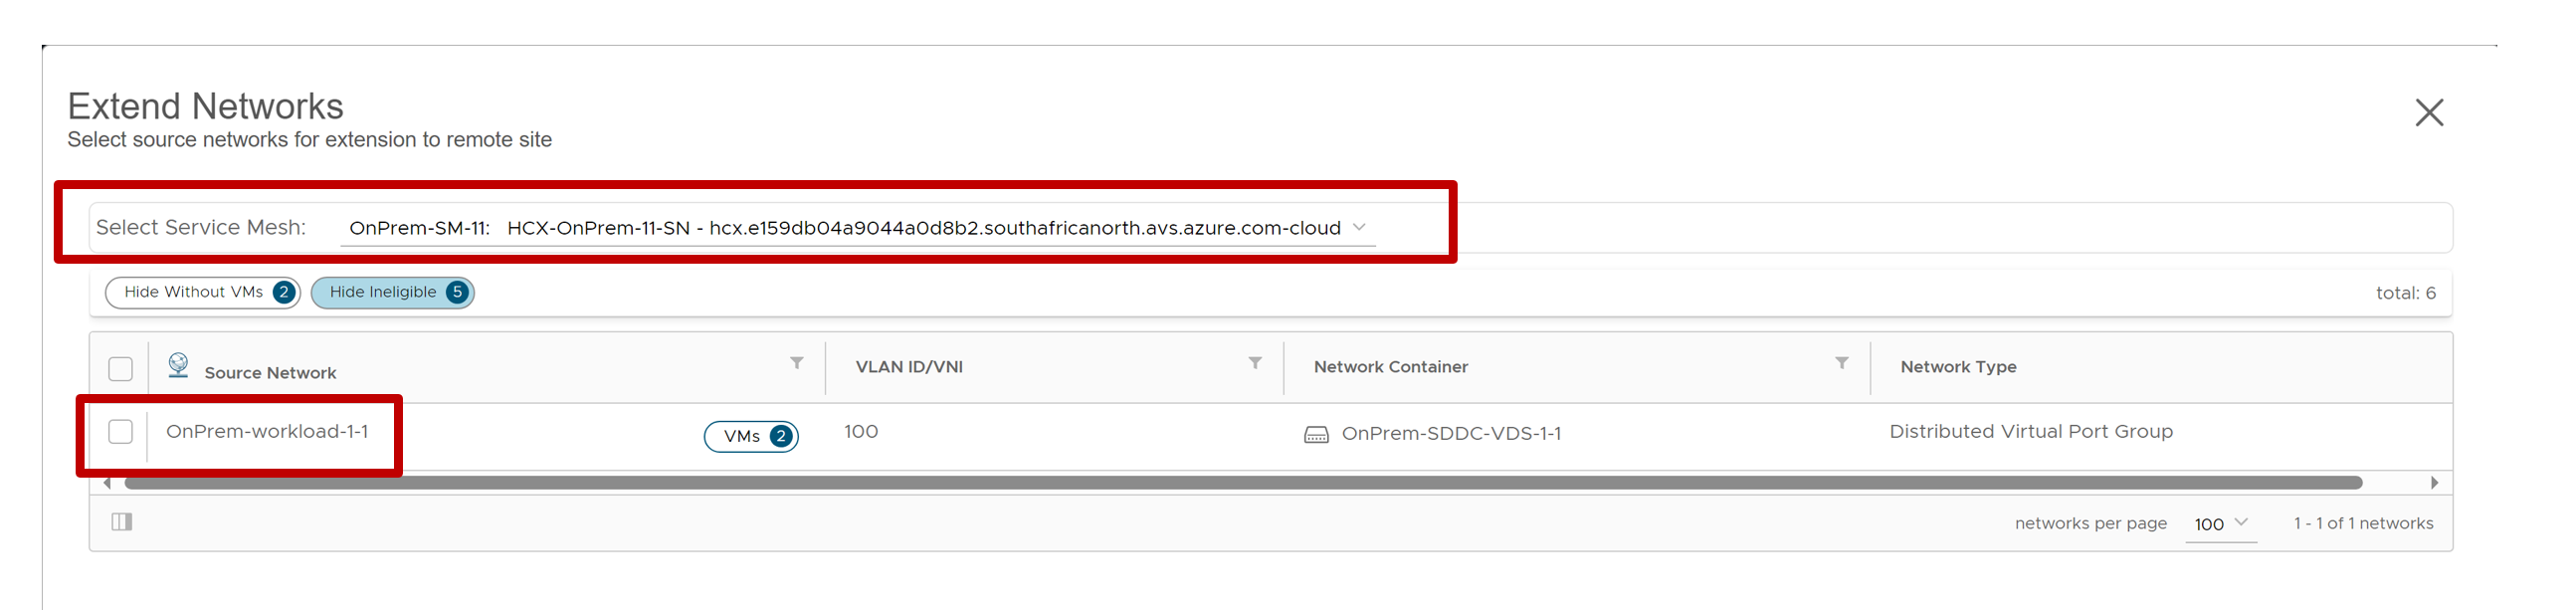 Extend Networks
Select source networks for extension to remote site
Select Service Mesh: OnPrem-SM-11: HCX-OnPrem-11-SN - hcx.e159db04a9044a0d8b2.southafricanorth.avs.azure.com-cloud
Hide Without VMs 2 Hide Ineligible 5 total: 6
Source Network VLAN ID/VNI Network Container Network Type
OnPrem-workload-1-1 VMs 2 100 OnPrem-SDDC-VDS-1-1 Distributed Virtual Port Group
networks per page 100 1 - 1 of 1 networks